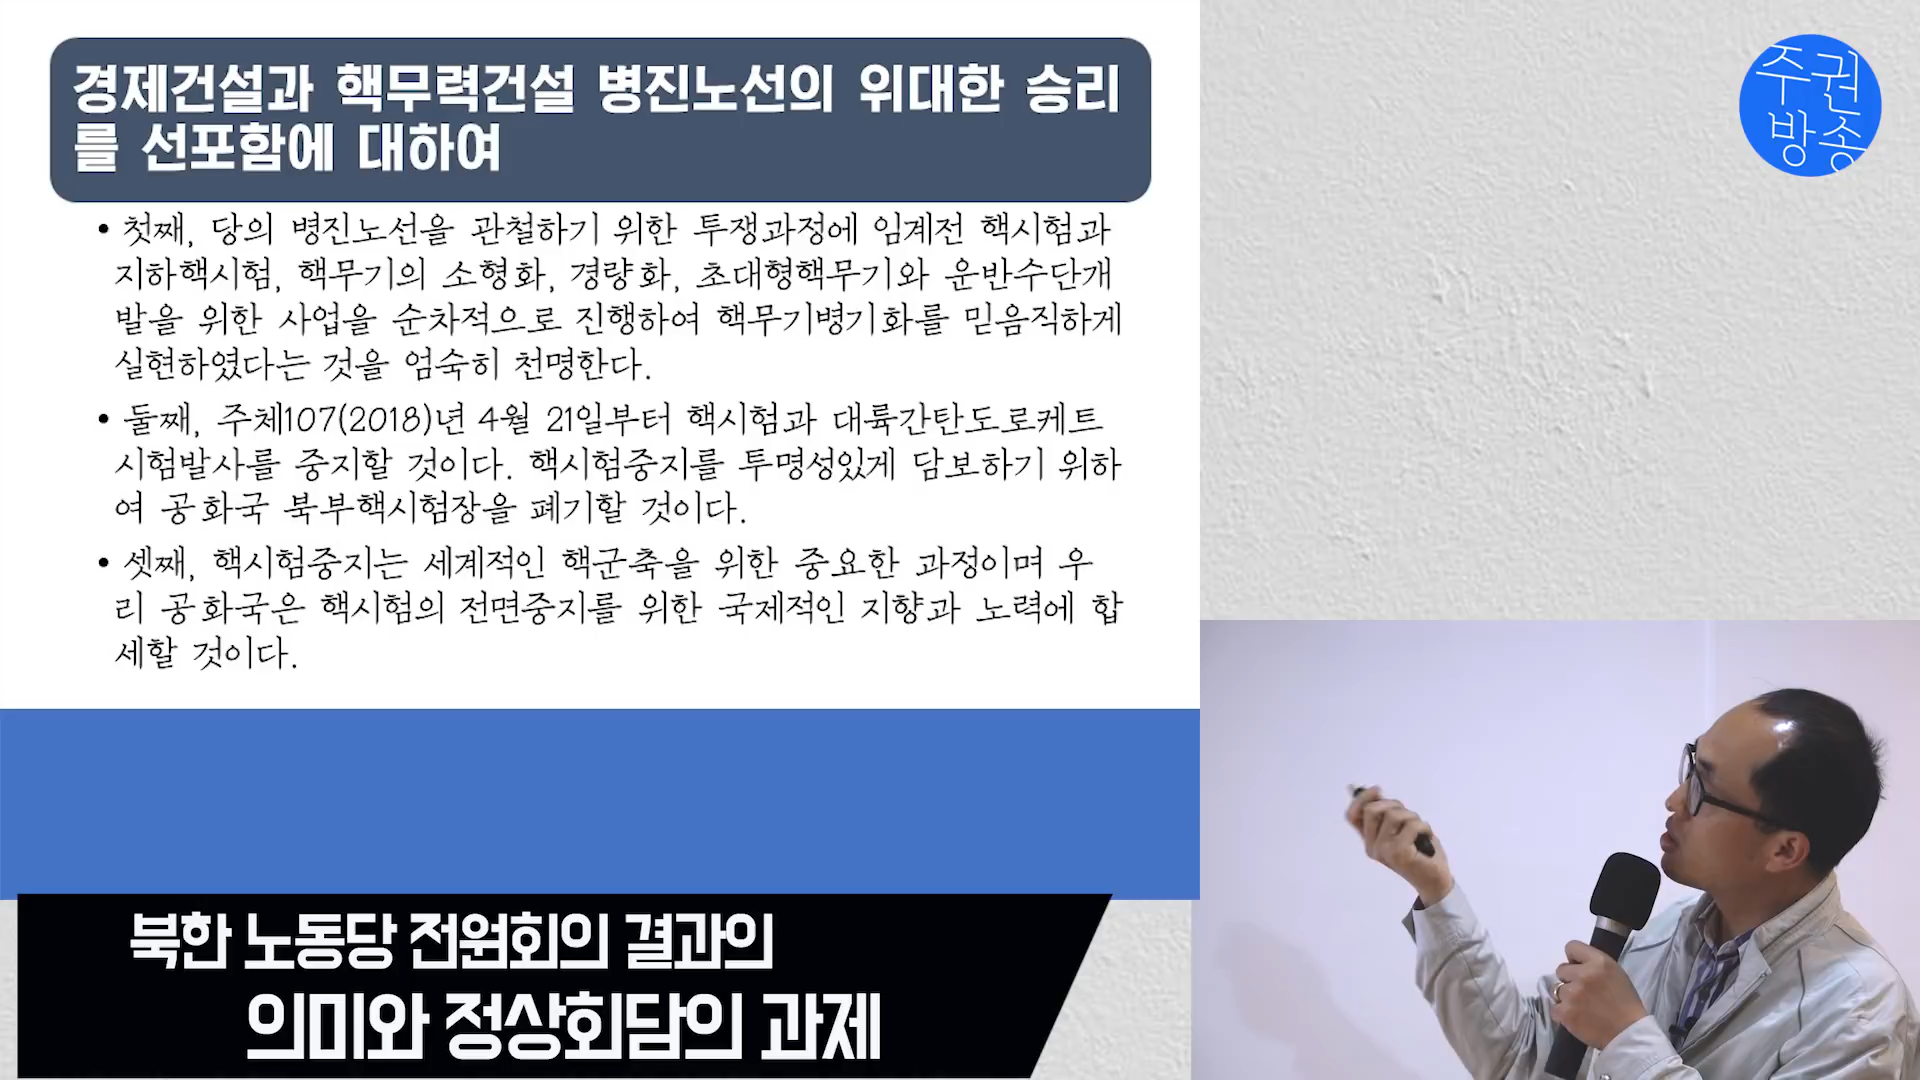 경제건설과 핵무력건설 병진노선의 위대한 승리
를 선포함에 대하여
• 첫째, 당의 병진노선을 관철하기 위한 투쟁과정에 임계전 핵시험과
지하핵시험, 핵무기의 소형화, 경량화, 초대형핵무기와 운반수단개
발을 위한 사업을 순차적으로 진행하여 핵무기병기화를 믿음직하게
실현하였다는 것을 엄숙히 천명한다.
• 둘째, 주체107(2018)년 4월 21일부터 핵시험과 대륙간탄도로케트
시험발사를 중지할 것이다. 핵시험중지를 투명성있게 담보하기 위하
여 공화국 북부핵시험장을 폐기할 것이다.
• 셋째, 핵시험중지는 세계적인 핵군축을 위한 중요한 과정이며 우
리 공화국은 핵시험의 전면중지를 위한 국제적인 지향과 노력에 합
세할 것이다.
주권
방송
북한 노동당 전원회의 결과의
의미와 정상회담의 과제